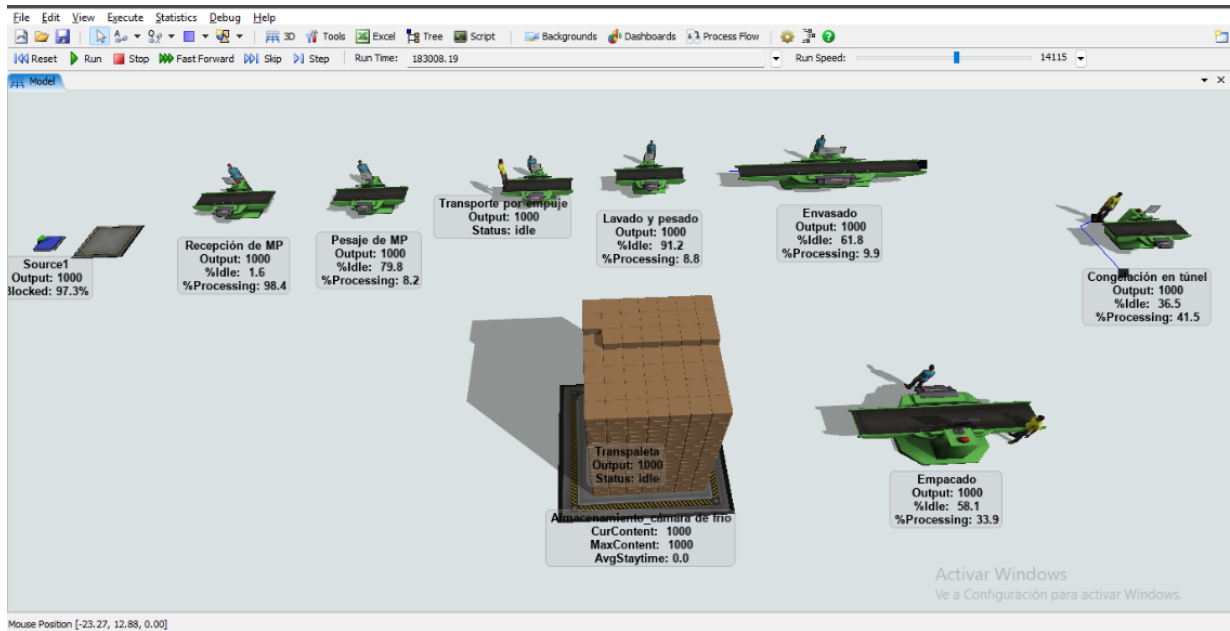 File Edit View Execute Statistics Debug Help
3D Tools Excel Tree Script Backgrounds Dashboards Process Flow
Reset Run Stop Fast Forward Skip Step Run Time: 183008.19 Run Speed: 14115
Model
Source1
Output: 1000
Blocked: 97.3%
Recepción de MP
Output: 1000
%Idle: 1.6
%Processing: 98.4
Pesaje de MP
Output: 1000
%Idle: 79.8
%Processing: 8.2
Transporte por empuje
Output: 1000
Status: idle
Lavado y pesado
Output: 1000
%Idle: 91.2
%Processing: 8.8
Envasado
Output: 1000
%Idle: 61.8
%Processing: 9.9
Congelación en túnel
Output: 1000
%Idle: 36.5
%Processing: 41.5
Transpaleta
Output: 1000
Status: idle
Almacenamiento_cámara de frio
CurContent: 1000
MaxContent: 1000
AvgStaytime: 0.0
Empacado
Output: 1000
%Idle: 58.1
%Processing: 33.9
Activar Windows
Ve a Configuración para activar Windows.
Mouse Position [-23.27, 12.88, 0.00]